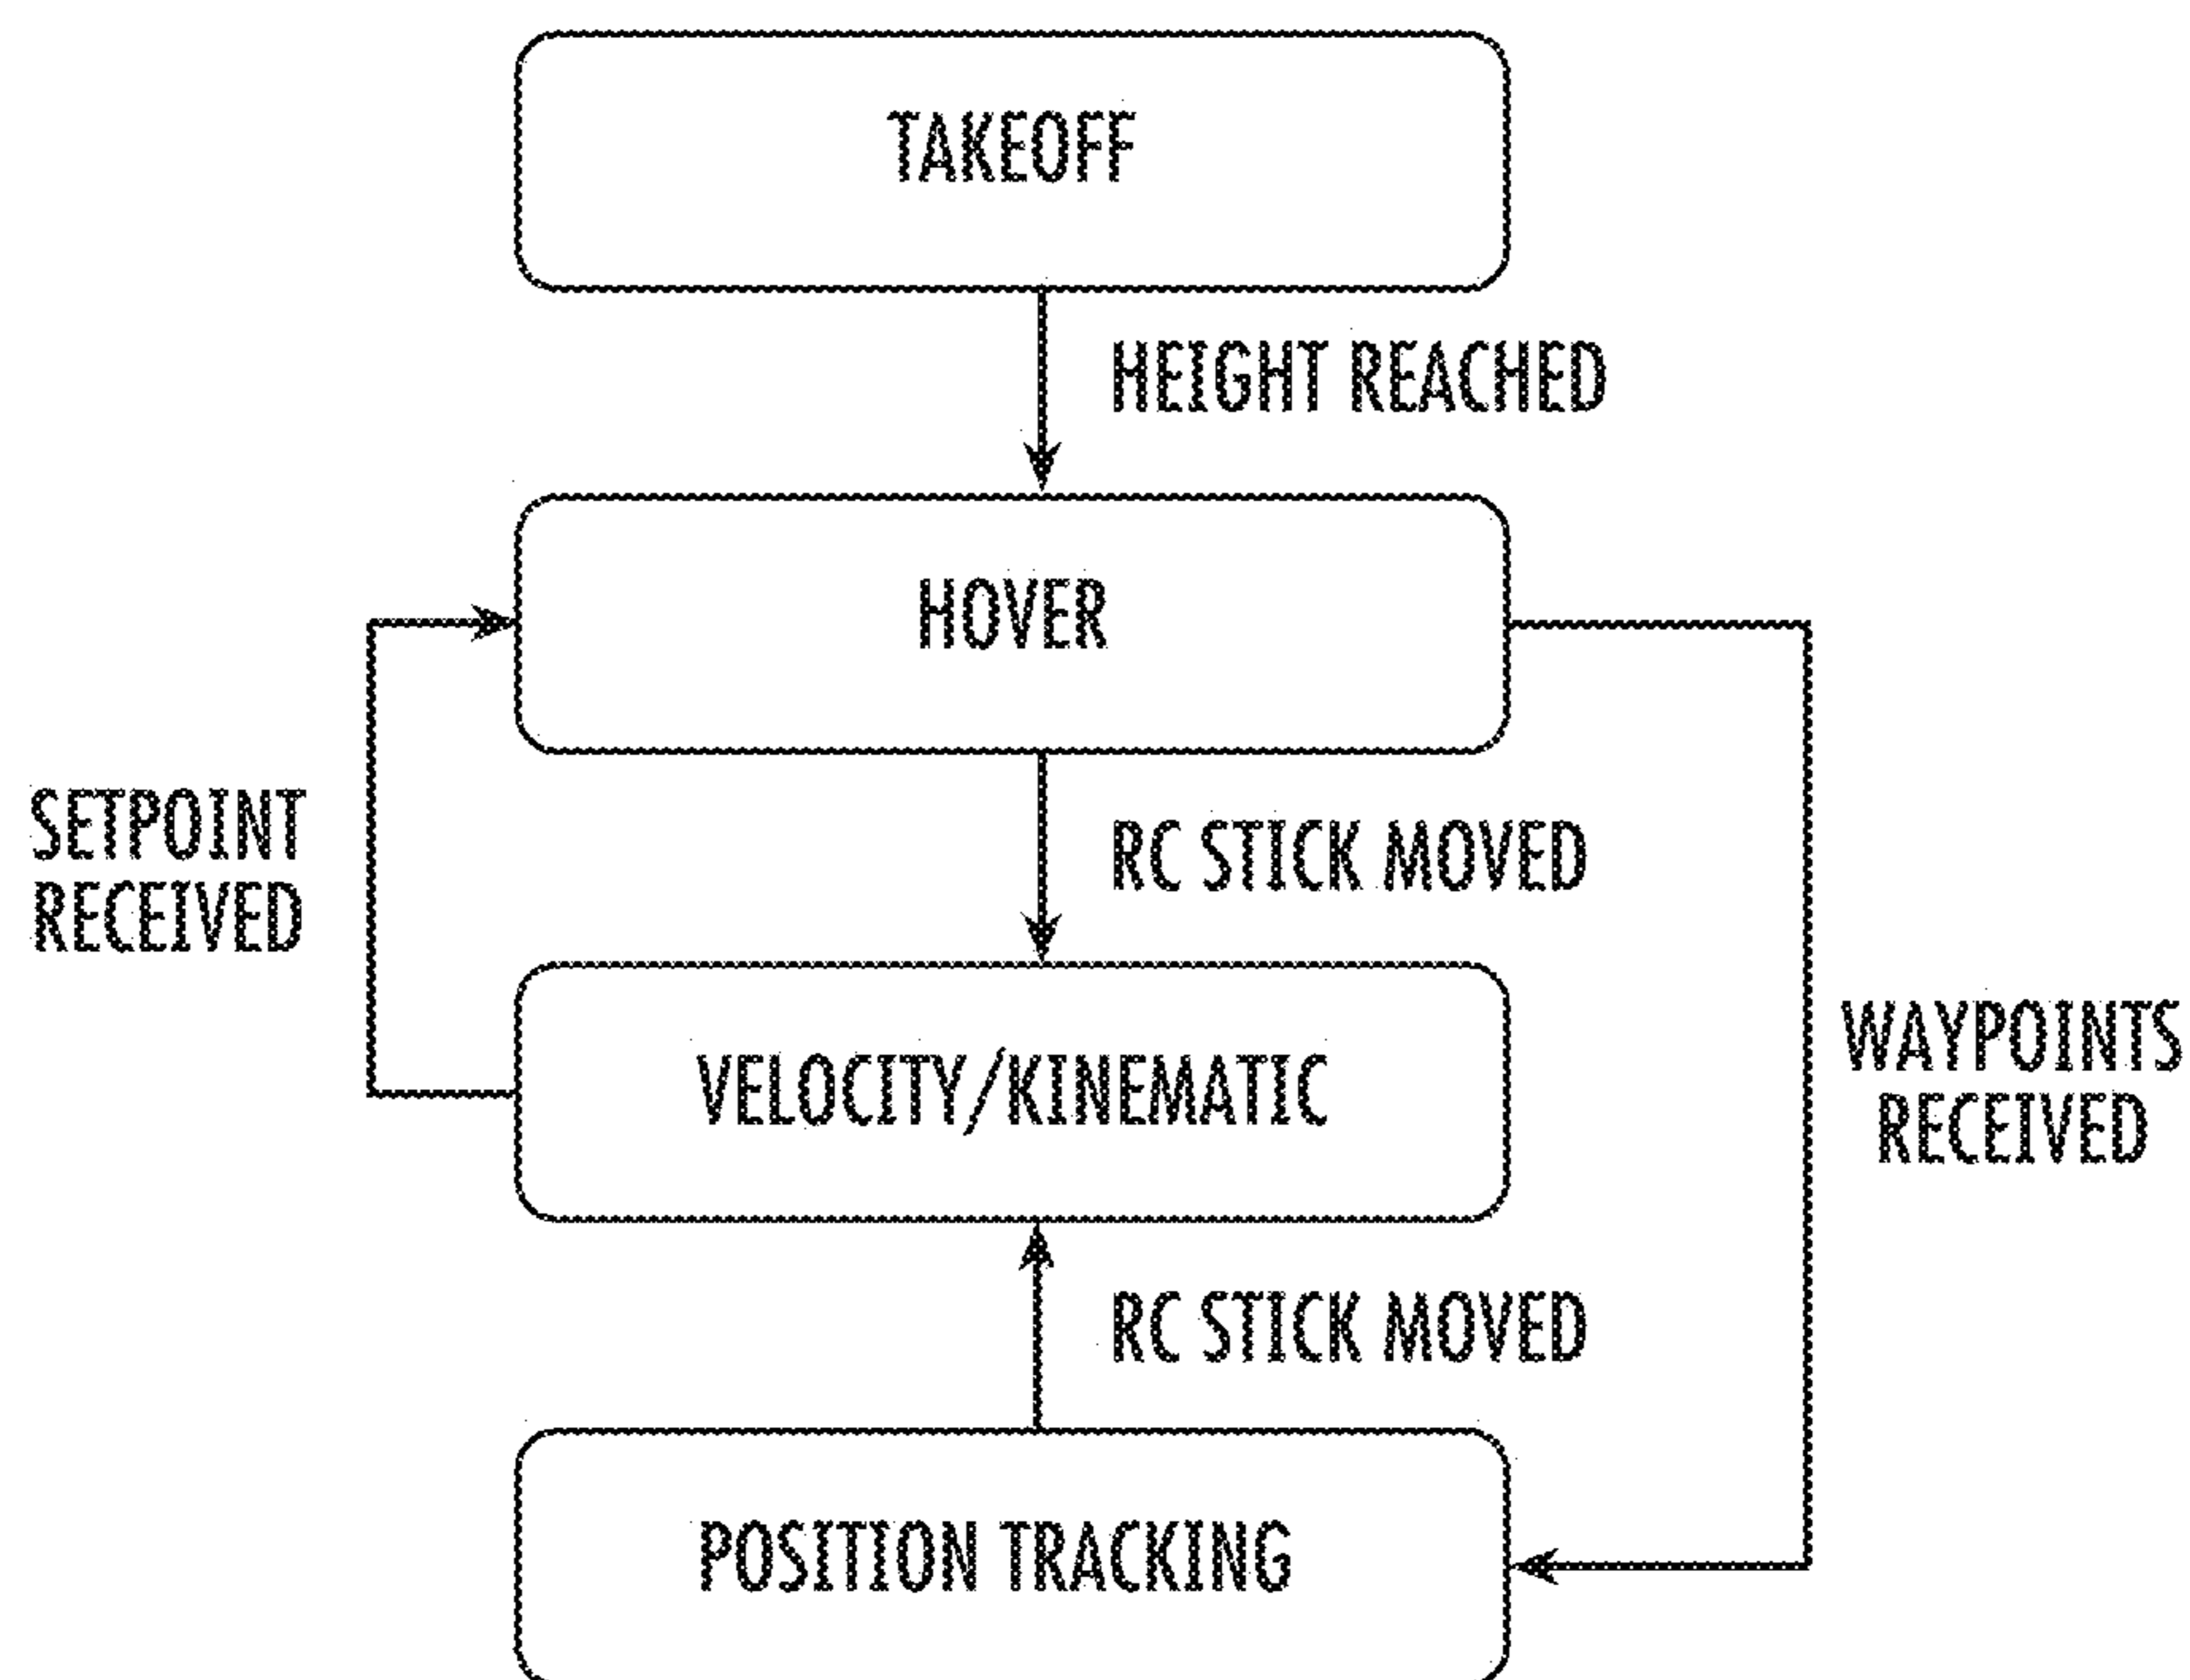 TAKEOFF
HEIGHT REACHED
HOVER
SETPOINT
RECEIVED
RC STICK MOVED
VELOCITY/KINEMATIC
WAYPOINTS
RECEIVED
RC STICK MOVED
POSITION TRACKING